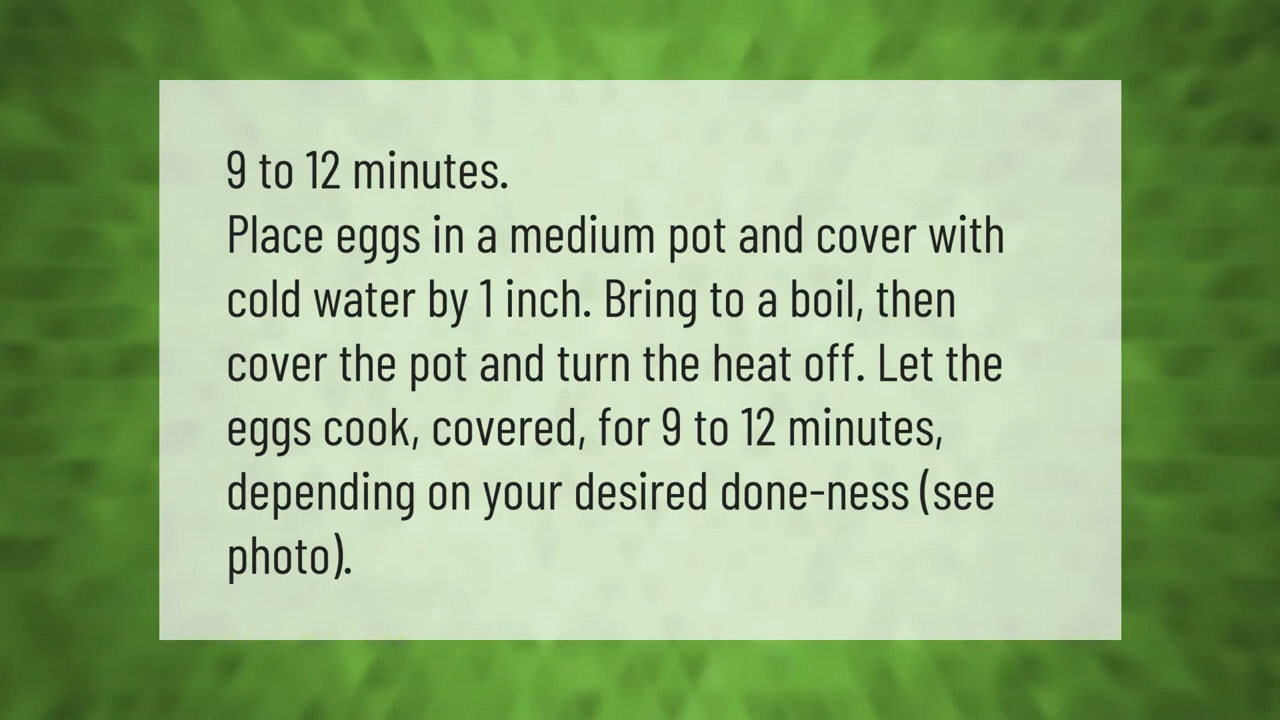 9 to 12 minutes.
Place eggs in a medium pot and cover with
cold water by 1 inch. Bring to a boil, then
cover the pot and turn the heat off. Let the
eggs cook, covered, for 9 to 12 minutes,
depending on your desired done-ness (see
photo).